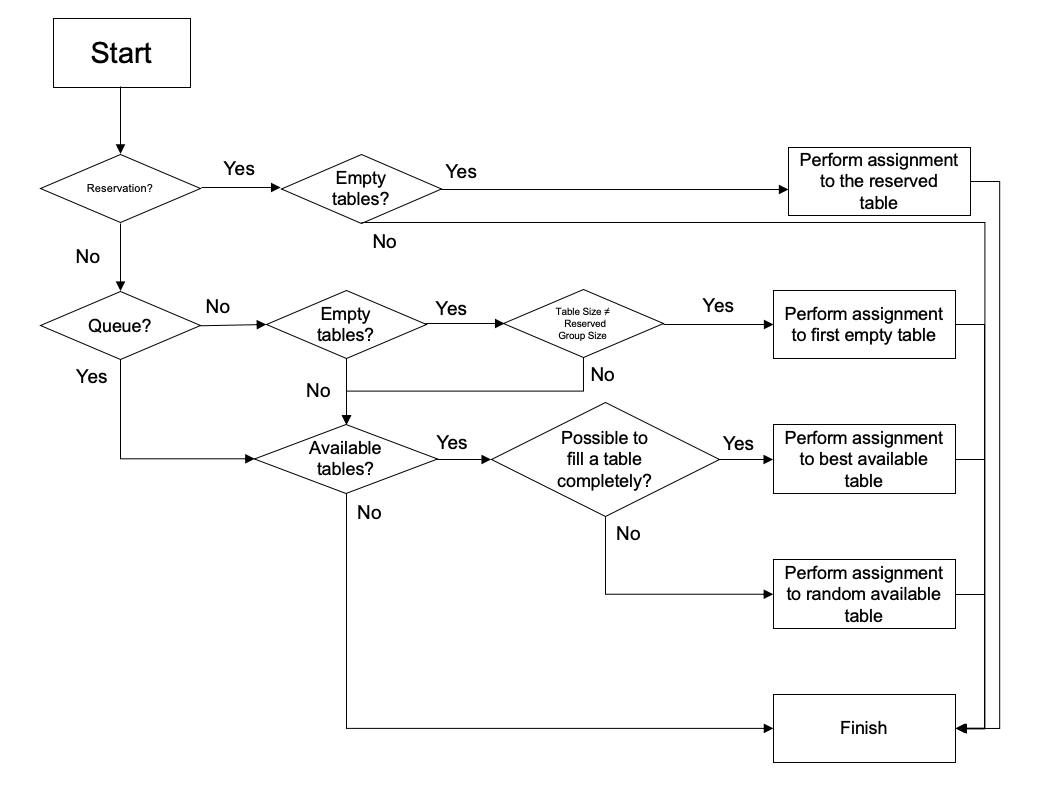 Start
Reservation?
Yes
Empty
tables?
Yes
Perform assignment
to the reserved
table
No
No
Queue?
No
Empty
tables?
Yes
Table Size ≠
Reserved
Group Size
Yes
Perform assignment
to first empty table
Yes
No
No
Available
tables?
Yes
Possible to
fill a table
completely?
Yes
Perform assignment
to best available
table
No
No
Perform assignment
to random available
table
Finish